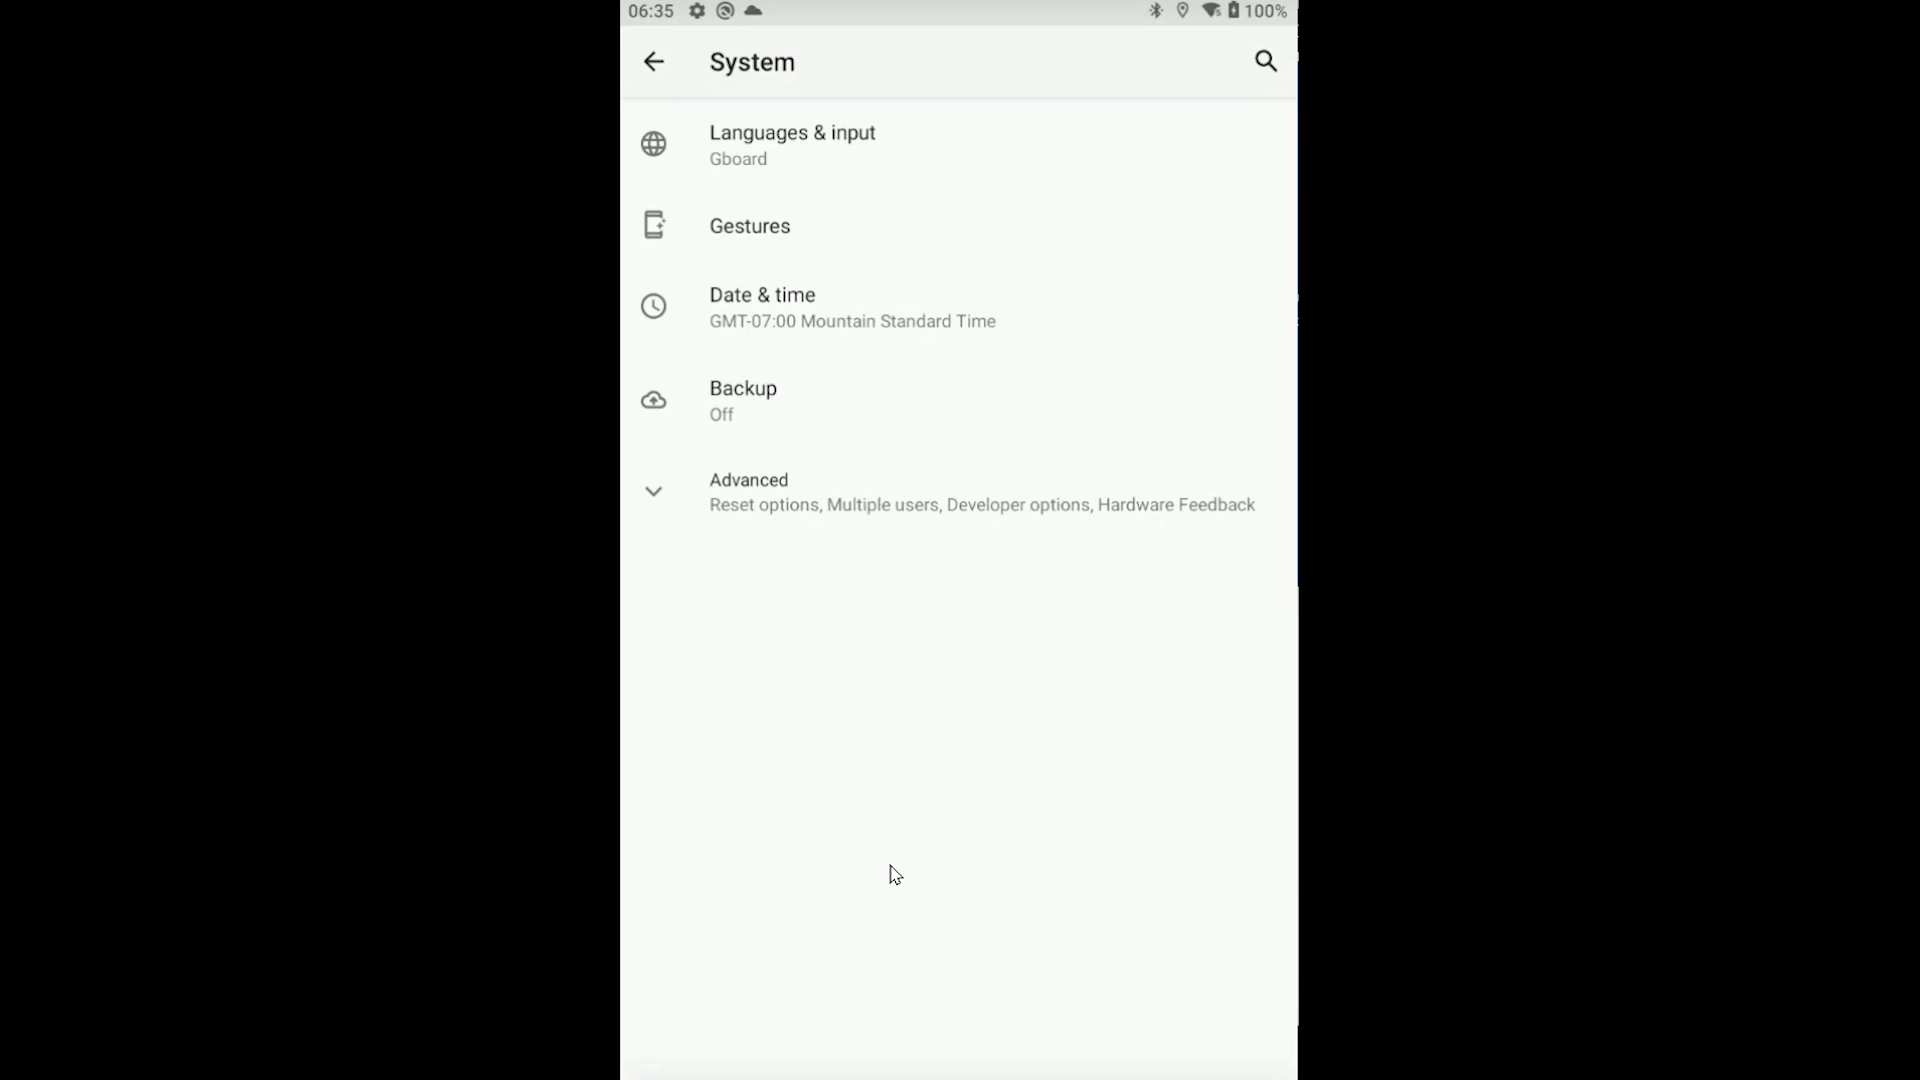 06:35 100%
System
Languages & input
Gboard
Gestures
Date & time
GMT-07:00 Mountain Standard Time
Backup
Off
Advanced
Reset options, Multiple users, Developer options, Hardware Feedback